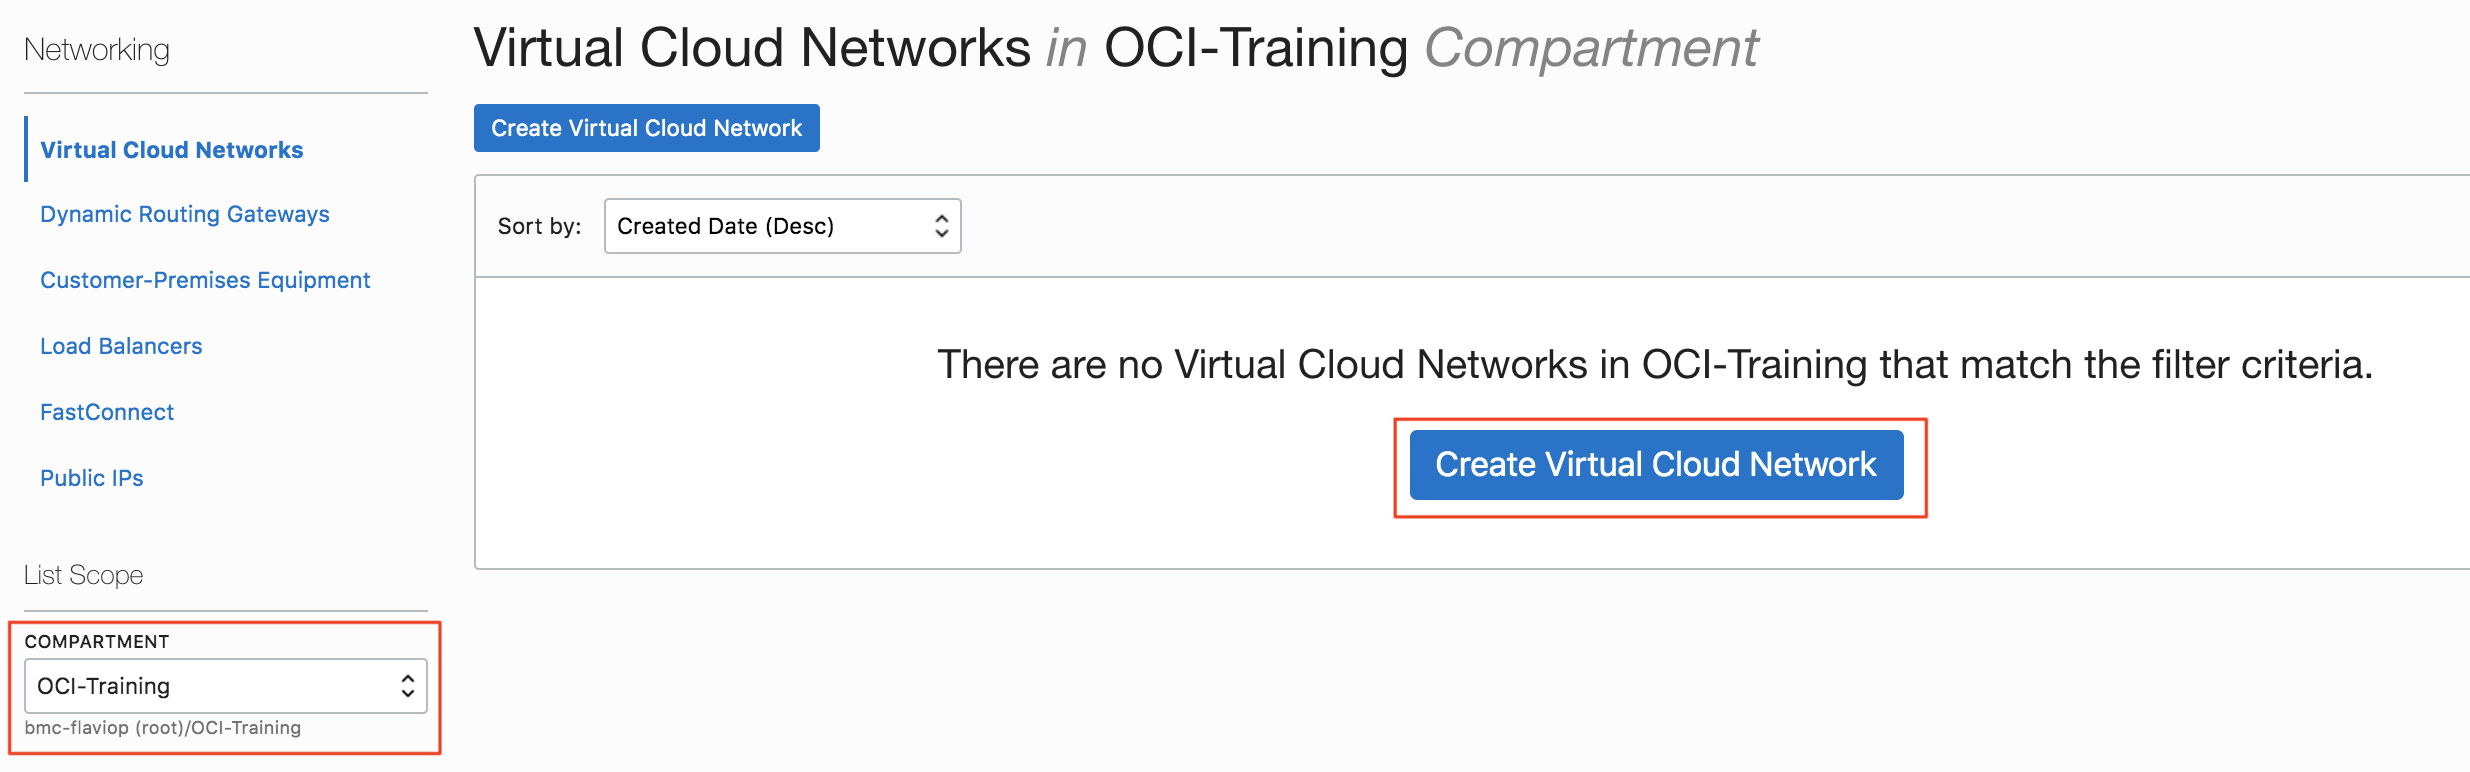 Networking
Virtual Cloud Networks
Dynamic Routing Gateways
Customer-Premises Equipment
Load Balancers
FastConnect
Public IPs
List Scope
COMPARTMENT
OCI-Training
bmc-flaviop (root)/OCI-Training
Virtual Cloud Networks in OCI-Training Compartment
Create Virtual Cloud Network
Sort by: Created Date (Desc)
There are no Virtual Cloud Networks in OCI-Training that match the filter criteria.
Create Virtual Cloud Network